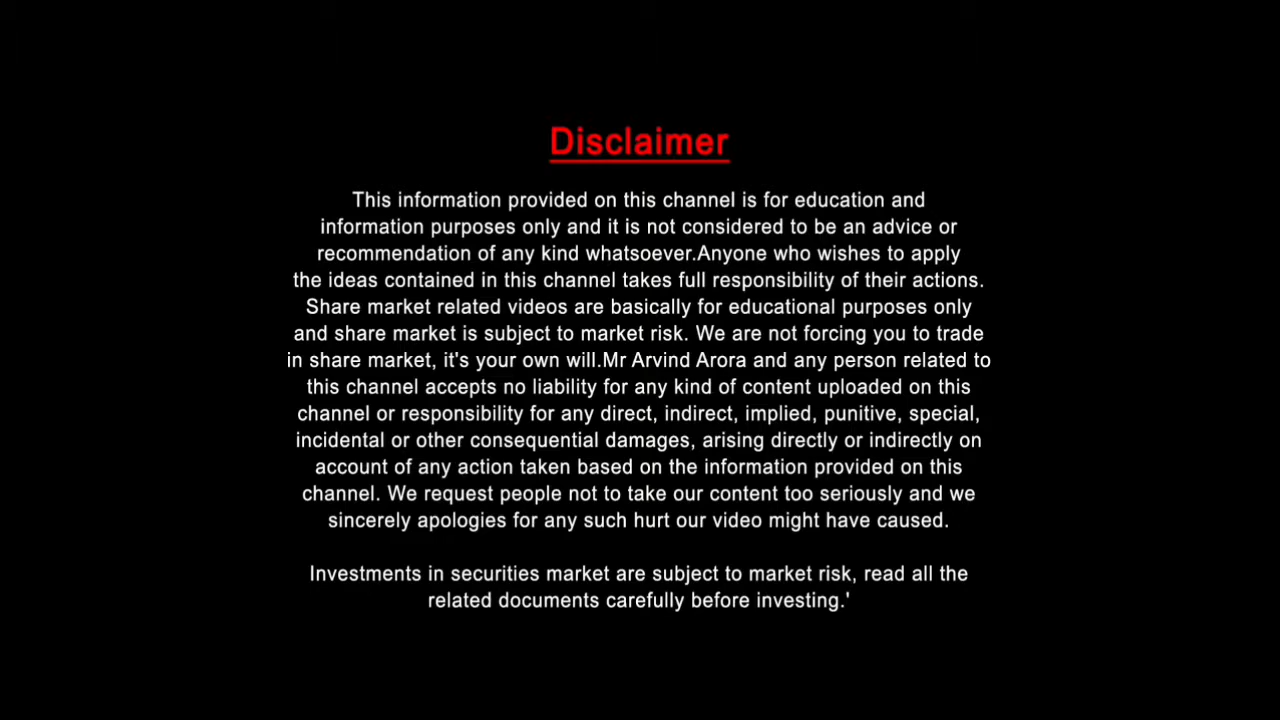 Disclaimer
This information provided on this channel is for education and
information purposes only and it is not considered to be an advice or
recommendation of any kind whatsoever.Anyone who wishes to apply
the ideas contained in this channel takes full responsibility of their actions.
Share market related videos are basically for educational purposes only
and share market is subject to market risk. We are not forcing you to trade
in share market, it's your own will.Mr Arvind Arora and any person related to
this channel accepts no liability for any kind of content uploaded on this
channel or responsibility for any direct, indirect, implied, punitive, special,
incidental or other consequential damages, arising directly or indirectly on
account of any action taken based on the information provided on this
channel. We request people not to take our content too seriously and we
sincerely apologies for any such hurt our video might have caused.
Investments in securities market are subject to market risk, read all the
related documents carefully before investing.'